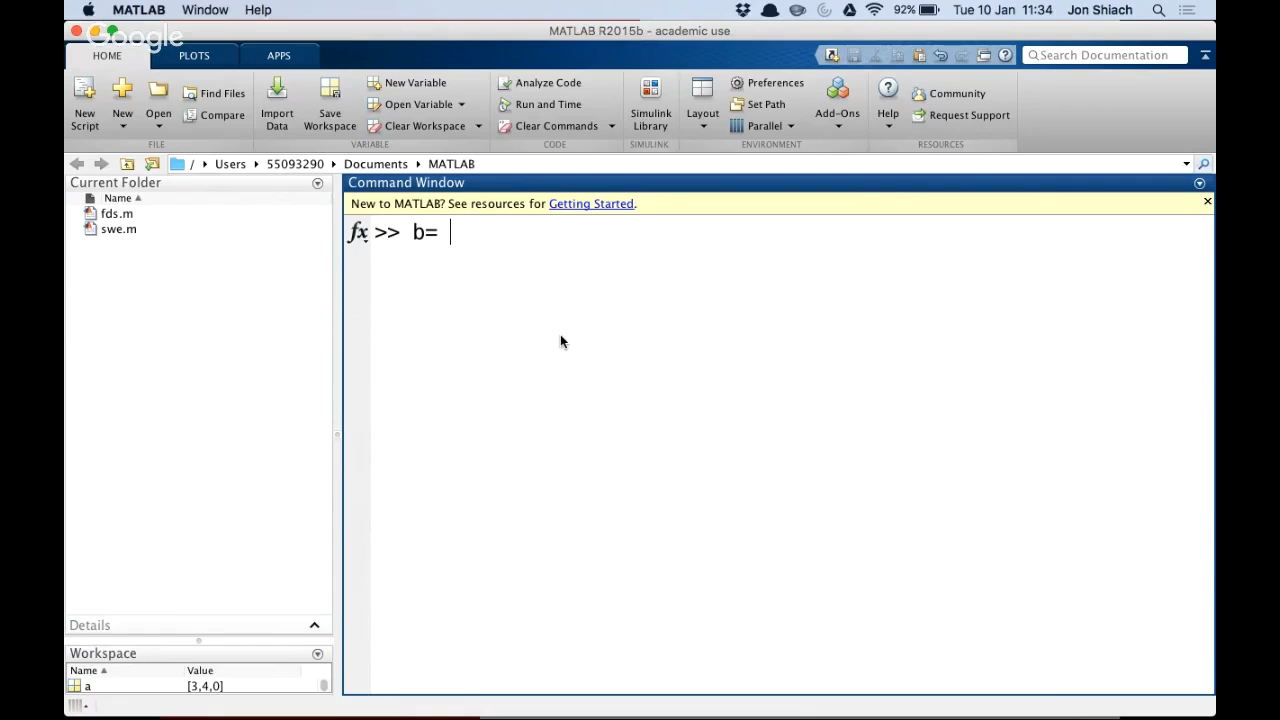 MATLAB Window Help 92% Tue 10 Jan 11:34 Jon Shiach
Google
MATLAB R2015b - academic use
HOME PLOTS APPS Search Documentation
New Script
New
Open
Find Files
Compare
FILE
Import Data
Save Workspace
New Variable
Open Variable
Clear Workspace
VARIABLE
Analyze Code
Run and Time
Clear Commands
CODE
Simulink Library
SIMULINK
Layout
Preferences
Set Path
Parallel
Add-Ons
ENVIRONMENT
Help
Community
Request Support
RESOURCES
/ Users 55093290 Documents MATLAB
Current Folder
Name
fds.m
swe.m
Details
Workspace
Name Value
a [3,4,0]
Command Window
New to MATLAB? See resources for Getting Started.
fx >> b=